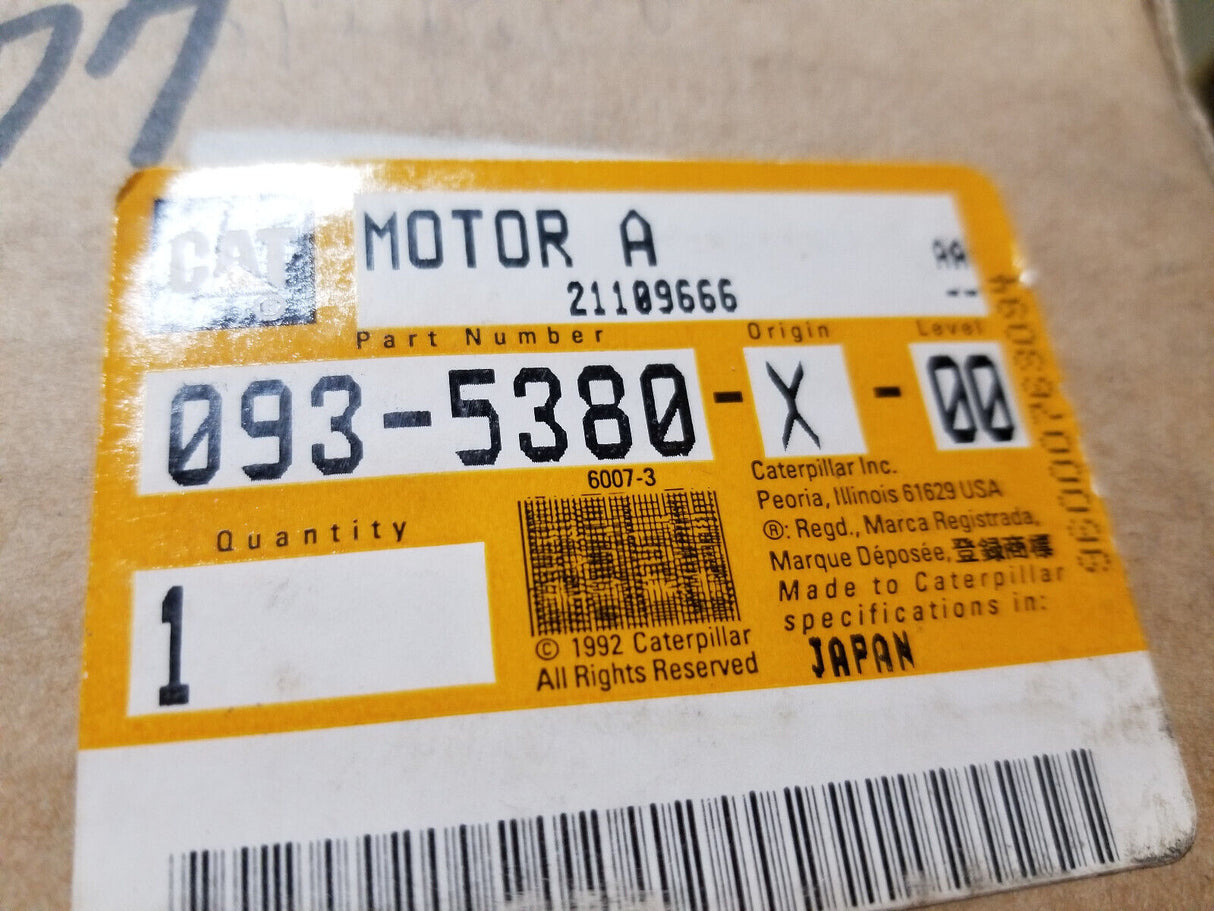 77
CAT
MOTOR A
AA
21109666
--
Part Number
Origin
Level
093-5380-X-00
6007-3
Quantity
1
© 1992 Caterpillar
All Rights Reserved
Caterpillar Inc.
Peoria, Illinois 61629 USA
®: Regd., Marca Registrada,
Marque Déposée, 登録商標
Made to Caterpillar
specifications in:
JAPAN